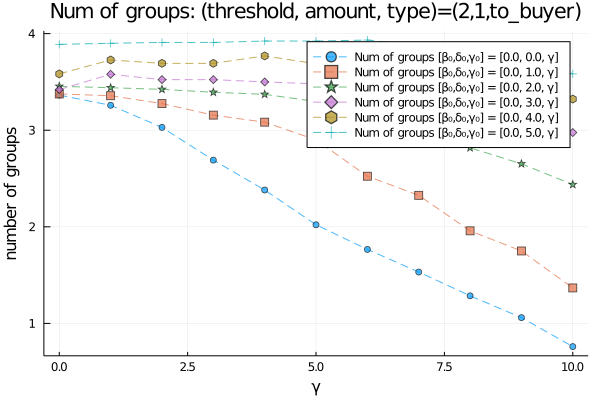 Num of groups: (threshold, amount, type)=(2,1,to_buyer)
number of groups
4
3
2
1
Num of groups [β₀,δ₀,γ₀] = [0.0, 0.0, γ]
Num of groups [β₀,δ₀,γ₀] = [0.0, 1.0, γ]
Num of groups [β₀,δ₀,γ₀] = [0.0, 2.0, γ]
Num of groups [β₀,δ₀,γ₀] = [0.0, 3.0, γ]
Num of groups [β₀,δ₀,γ₀] = [0.0, 4.0, γ]
Num of groups [β₀,δ₀,γ₀] = [0.0, 5.0, γ]
0.0 2.5 5.0 7.5 10.0
γ